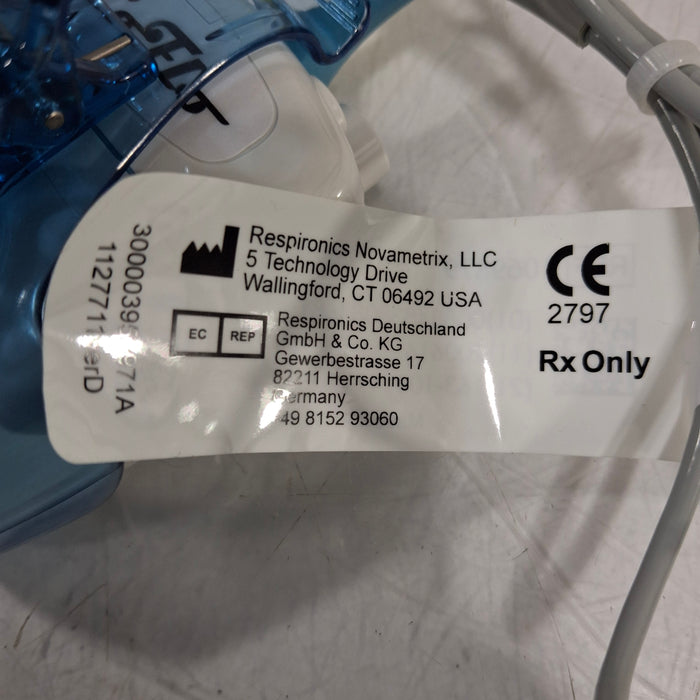 Respironics Novametrix, LLC
5 Technology Drive
Wallingford, CT 06492 USA
EC REP
Respironics Deutschland
GmbH & Co. KG
Gewerbestrasse 17
82211 Herrsching
Germany
+49 8152 93060
CE
2797
Rx Only